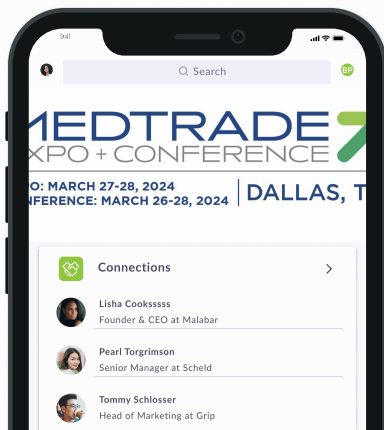 9:41
Search
BP
MEDTRADE
XPO + CONFERENCE
PO: MARCH 27-28, 2024
NFERENCE: MARCH 26-28, 2024
DALLAS, T
Connections
Lisha Cooksssss
Founder & CEO at Malabar
Pearl Torgrimson
Senior Manager at Scheld
Tommy Schlosser
Head of Marketing at Grip